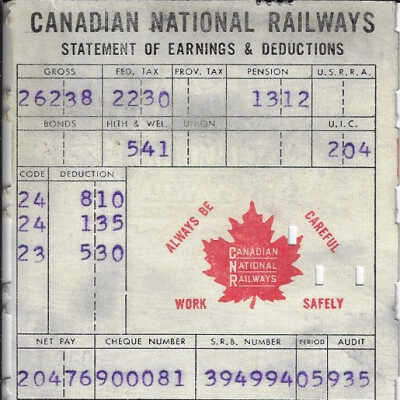 CANADIAN NATIONAL RAILWAYS
STATEMENT OF EARNINGS & DEDUCTIONS
GROSS FED. TAX PROV. TAX PENSION U.S.R.R.A.
26238 2230 1312
BONDS HLTH & WEL. UNION U.I.C.
541 204
CODE DEDUCTION
24 810
24 135
23 530
ALWAYS BE CAREFUL
CANADIAN
NATIONAL
RAILWAYS
WORK SAFELY
NET PAY CHEQUE NUMBER S.R.B. NUMBER PERIOD AUDIT
20476 900081 394994 05 935